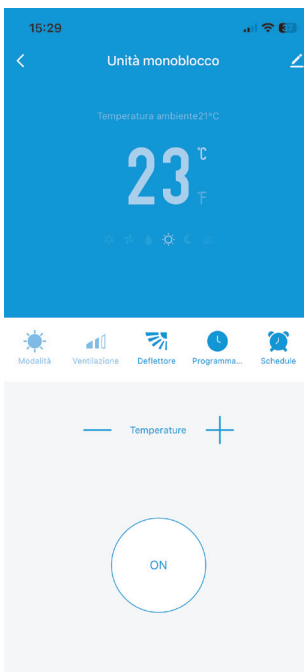 15:29
Unità monoblocco
Temperatura ambiente21°C
23 °C
°F
Modalità Ventilazione Deflettore Programma... Schedule
— Temperature +
ON